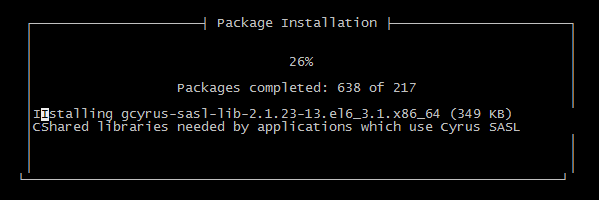 Package Installation
26%
Packages completed: 638 of 217
IIstalling gcyrus-sasl-lib-2.1.23-13.el6_3.1.x86_64 (349 KB)
CShared libraries needed by applications which use Cyrus SASL